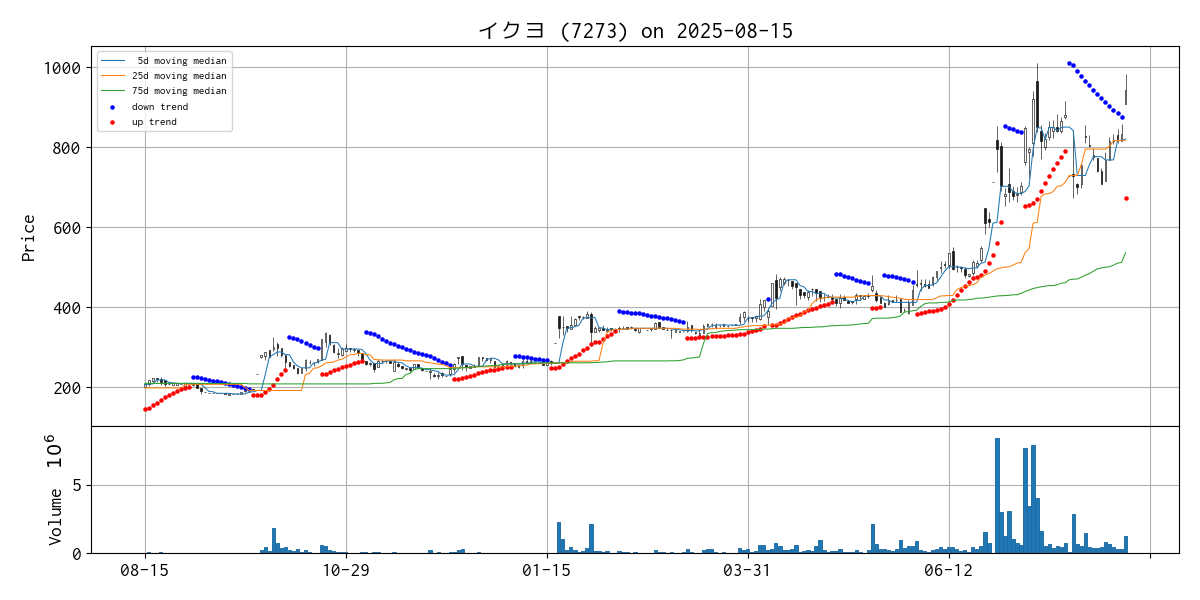 イクヨ (7273) on 2025-08-15
5d moving median
25d moving median
75d moving median
down trend
up trend
Price
1000
800
600
400
200
Volume 10^6
5
0
08-15 10-29 01-15 03-31 06-12